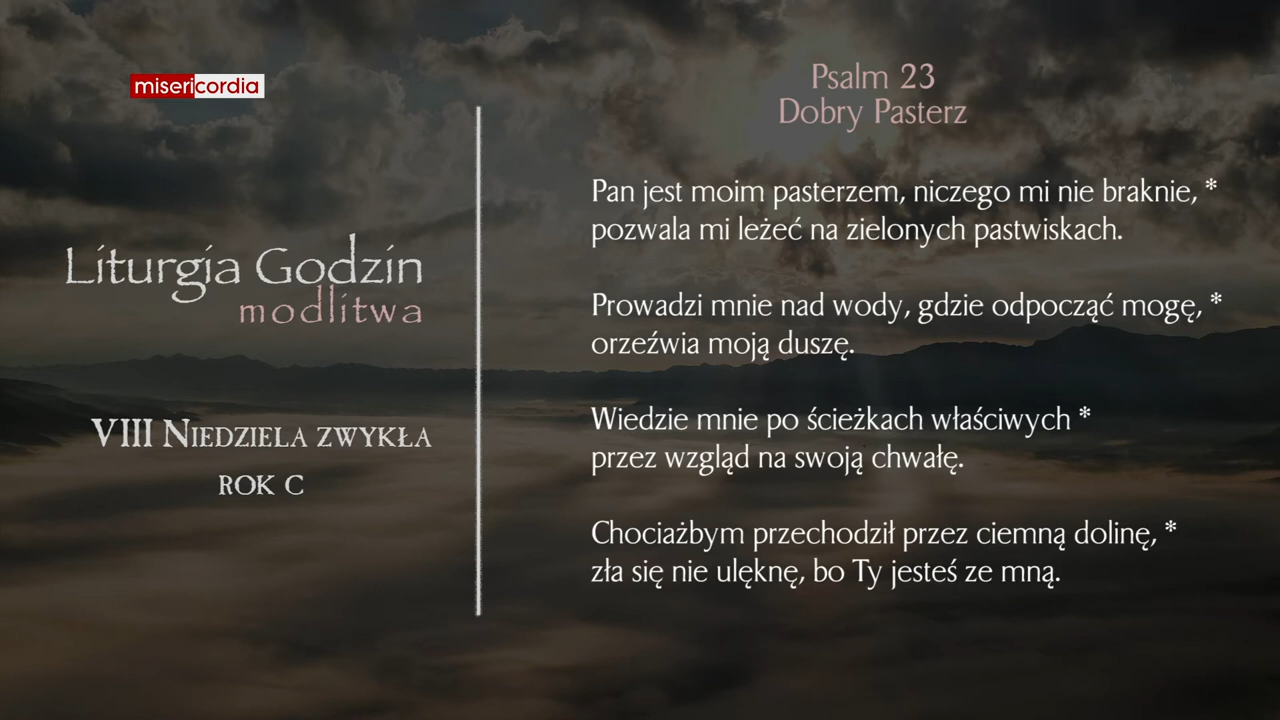 misericordia
Liturgia Godzin
modlitwa
VIII Niedziela zwykła
rok C
Psalm 23
Dobry Pasterz
Pan jest moim pasterzem, niczego mi nie braknie, *
pozwala mi leżeć na zielonych pastwiskach.
Prowadzi mnie nad wody, gdzie odpocząć mogę, *
orzeźwia moją duszę.
Wiedzie mnie po ścieżkach właściwych *
przez wzgląd na swoją chwałę.
Chociażbym przechodził przez ciemną dolinę, *
zła się nie ulęknę, bo Ty jesteś ze mną.